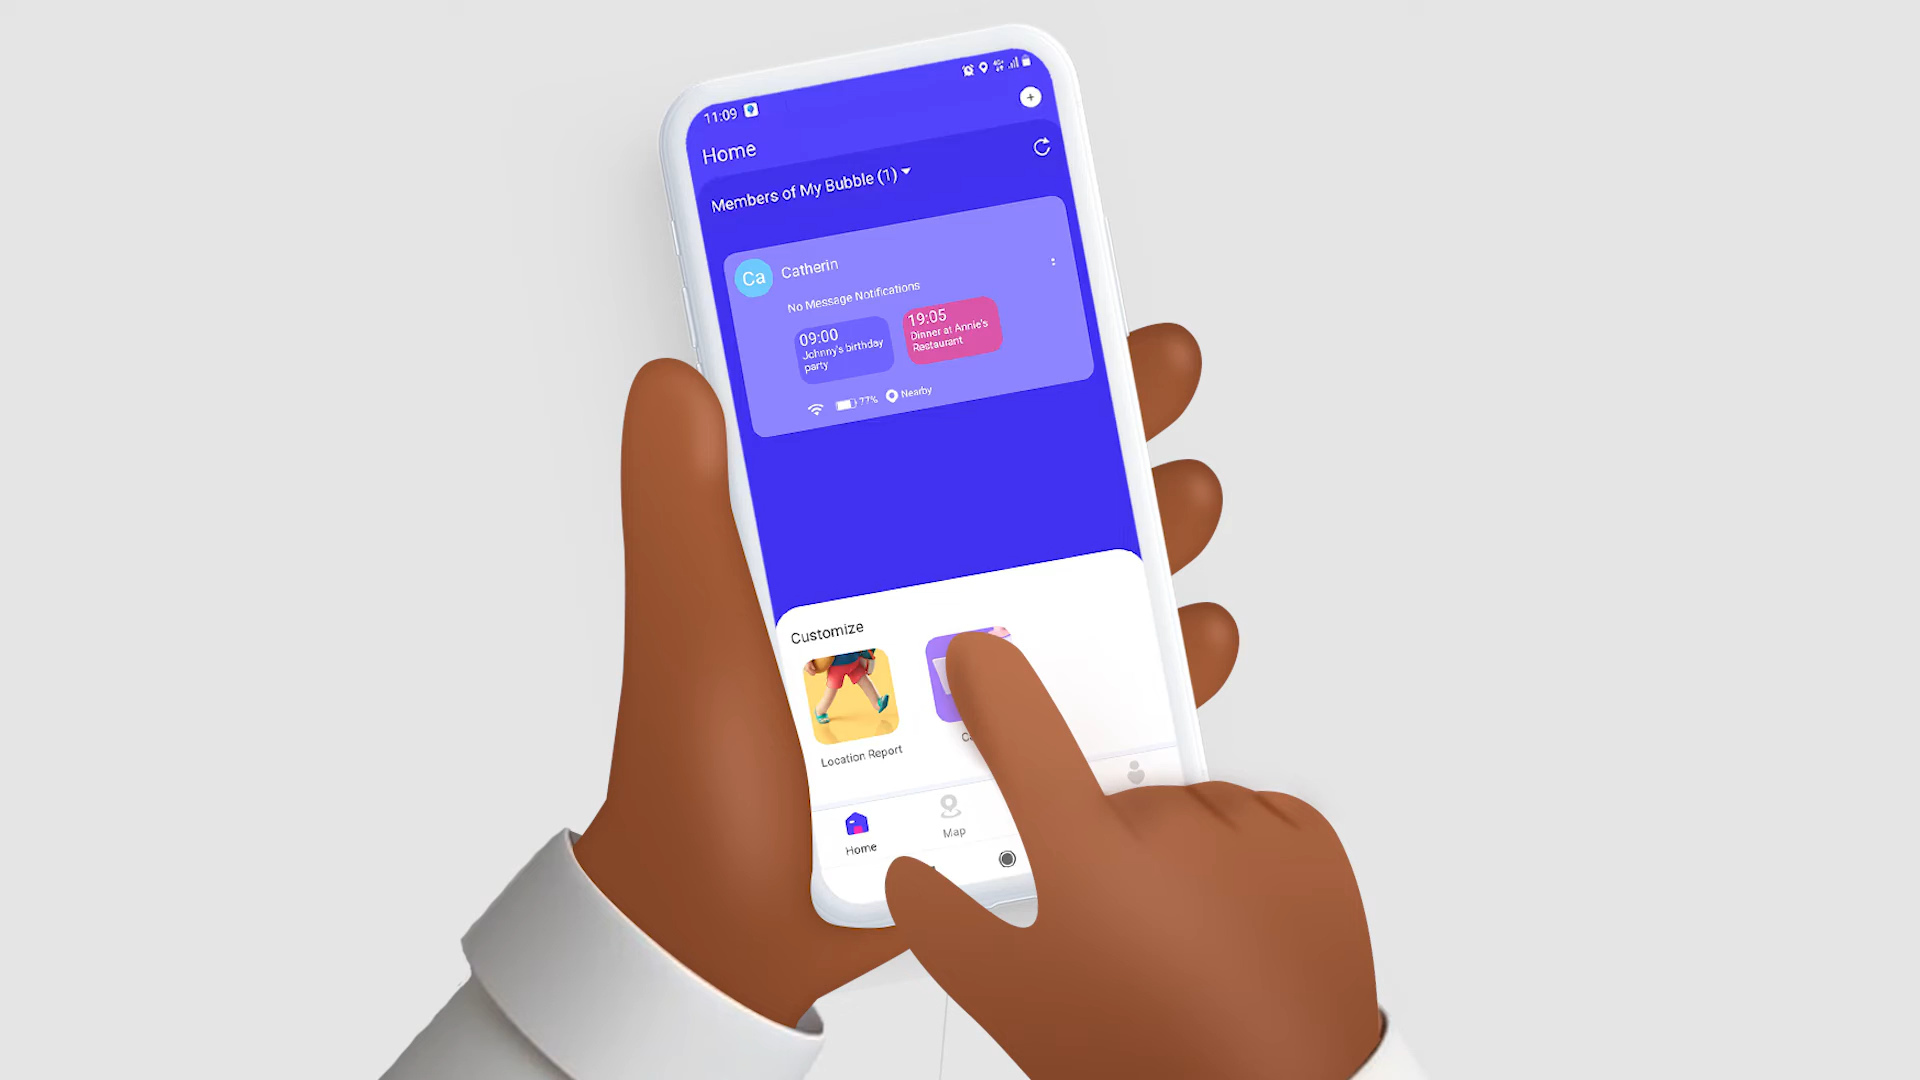 11:09
Home
Members of My Bubble (1)
Ca
Catherin
No Message Notifications
09:00
Johnny's birthday
party
19:05
Dinner at Annie's
Restaurant
77%
Nearby
Customize
Location Report
Home
Map